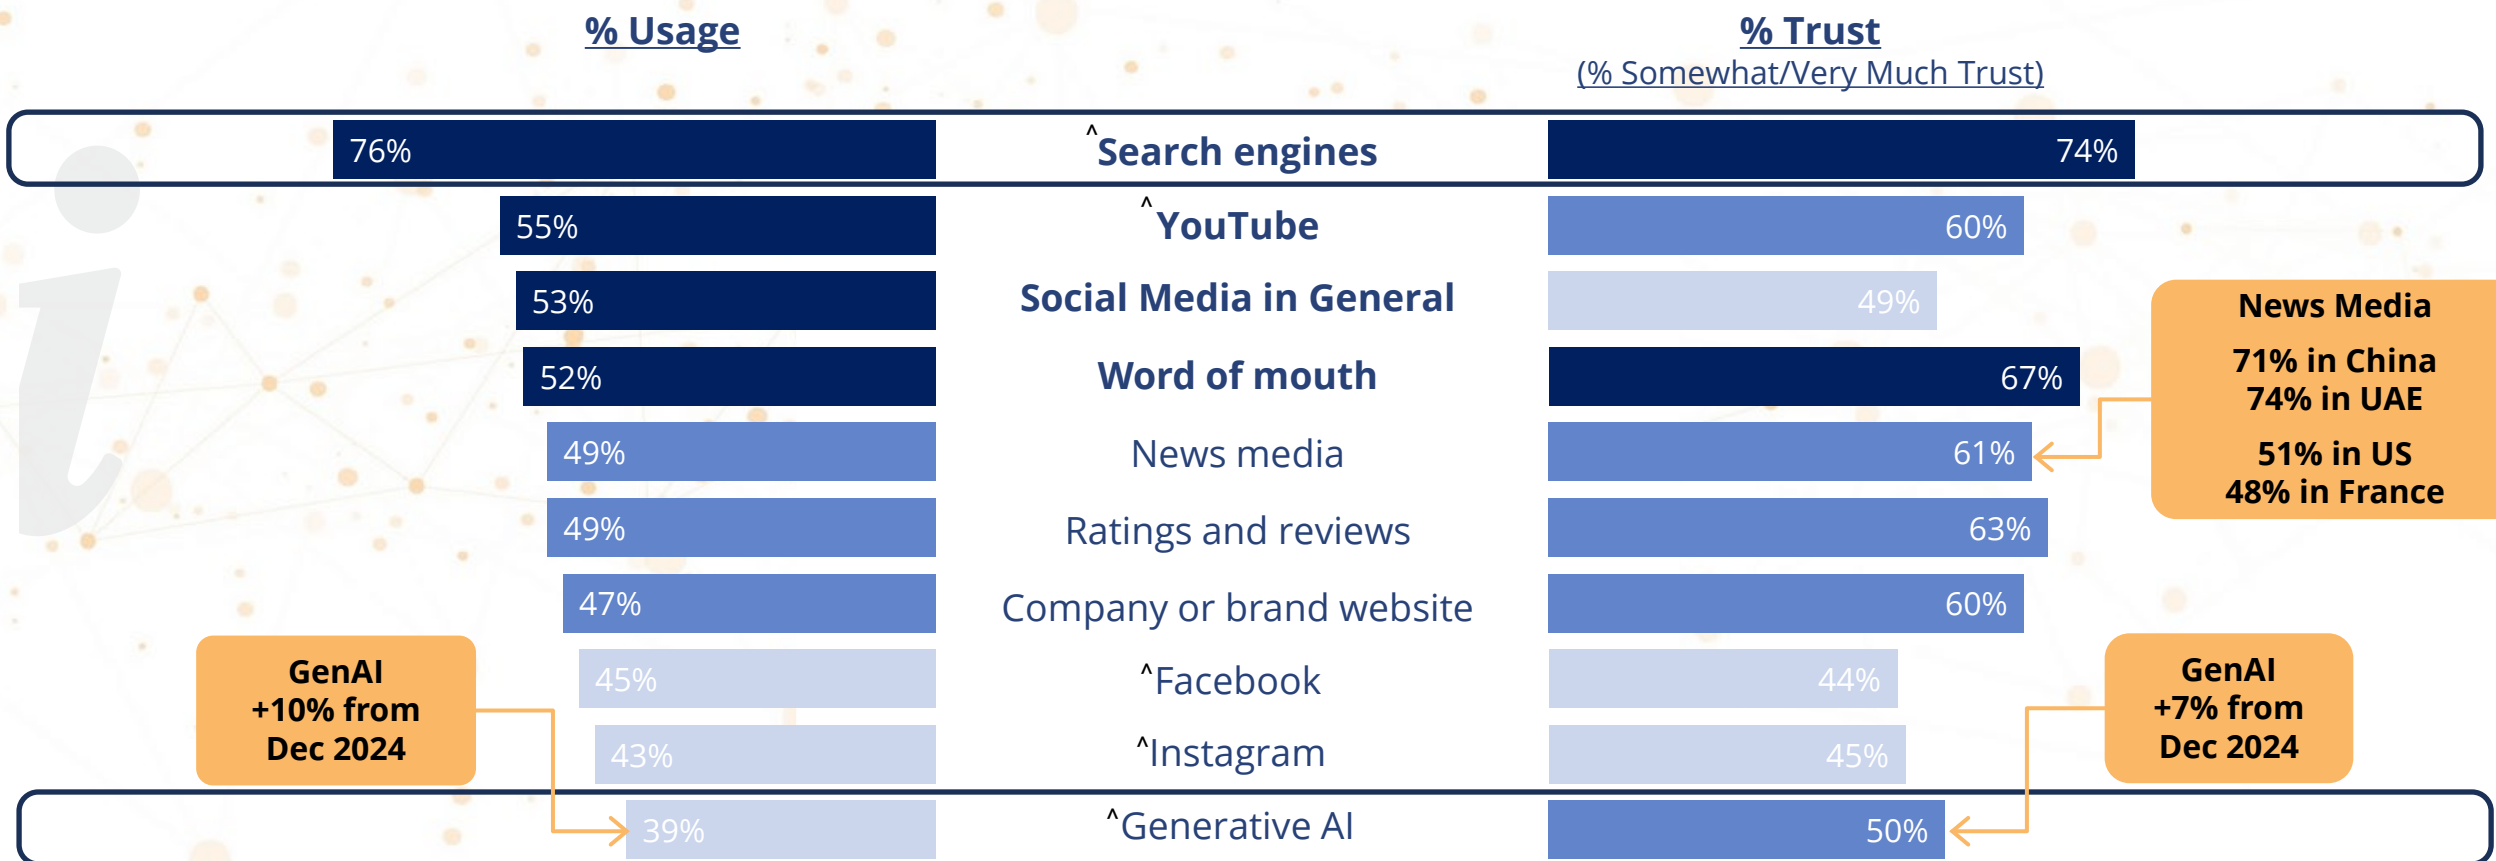 % Usage
% Trust
(% Somewhat/Very Much Trust)
76%
^Search engines
74%
55%
^YouTube
60%
53%
Social Media in General
49%
52%
Word of mouth
67%
49%
News media
61%
49%
Ratings and reviews
63%
47%
Company or brand website
60%
45%
^Facebook
44%
43%
^Instagram
45%
39%
^Generative AI
50%
News Media
71% in China
74% in UAE
51% in US
48% in France
GenAI
+10% from
Dec 2024
GenAI
+7% from
Dec 2024